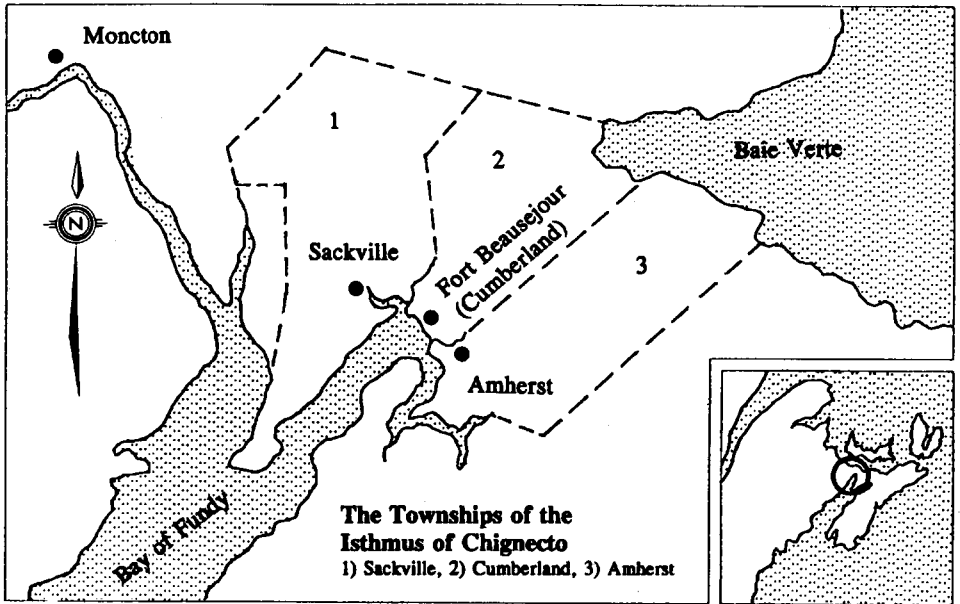 Moncton
1
2
Baie Verte
N
Sackville
Fort Beausejour
(Cumberland)
3
Amherst
Bay of Fundy
The Townships of the
Isthmus of Chignecto
1) Sackville, 2) Cumberland, 3) Amherst